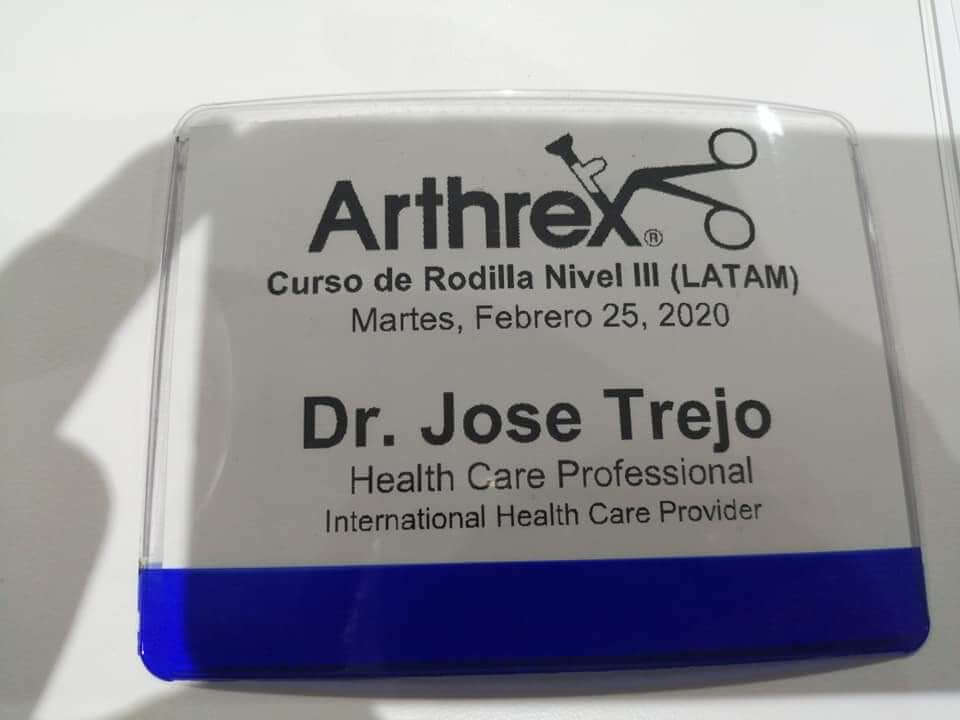 Arthrex®
Curso de Rodilla Nivel III (LATAM)
Martes, Febrero 25, 2020
Dr. Jose Trejo
Health Care Professional
International Health Care Provider